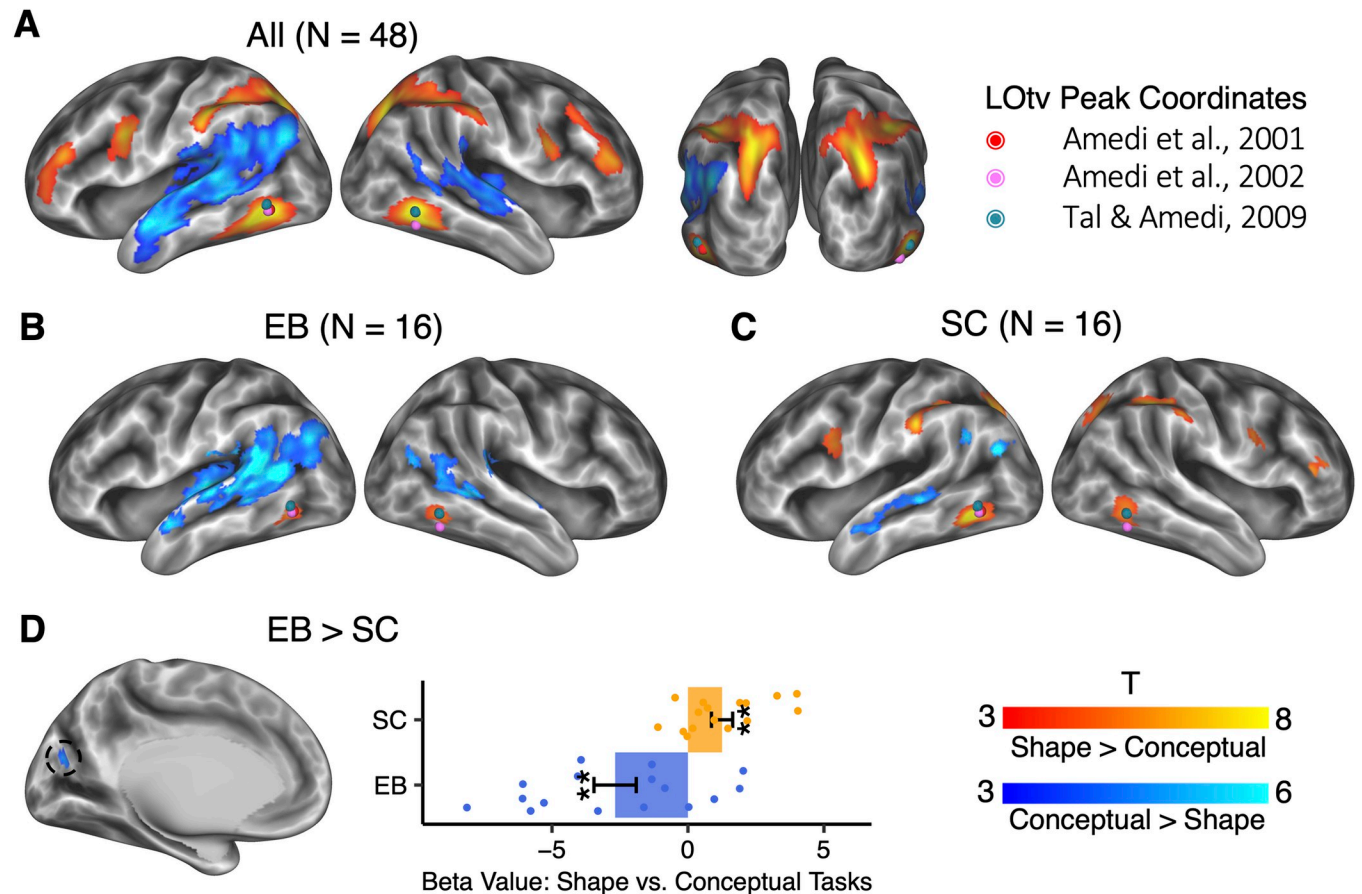 A
All (N = 48)
LOtv Peak Coordinates
Amedi et al., 2001
Amedi et al., 2002
Tal & Amedi, 2009
B
EB (N = 16)
C
SC (N = 16)
D
EB > SC
SC
**
EB
**
−5 0 5
Beta Value: Shape vs. Conceptual Tasks
T
3 8
Shape > Conceptual
3 6
Conceptual > Shape